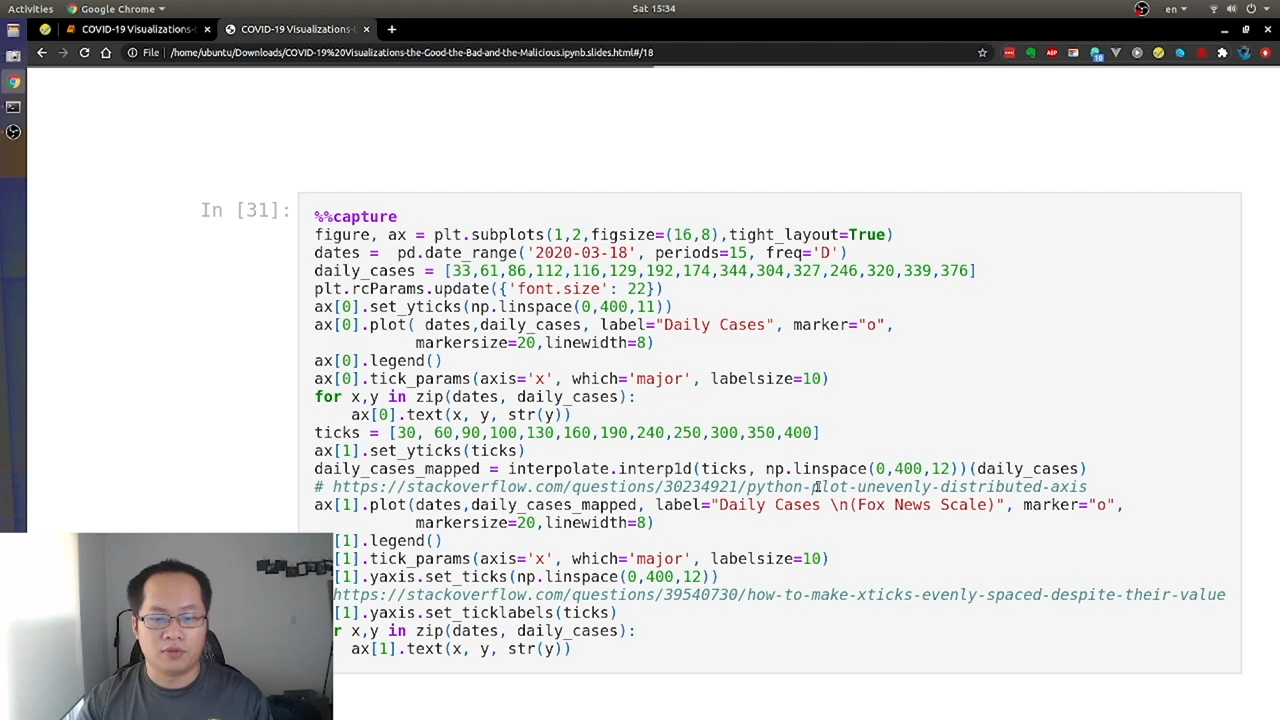 Activities
Google Chrome
Sat 15:34
en
COVID-19 Visualizations-
COVID-19 Visualizations-
File
/home/ubuntu/Downloads/COVID-19%20Visualizations-the-Good-the-Bad-and-the-Malicious.ipynb.slides.html#/18
ABP
10
In [31]:
%%capture
figure, ax = plt.subplots(1,2,figsize=(16,8),tight_layout=True)
dates =  pd.date_range('2020-03-18', periods=15, freq='D')
daily_cases = [33,61,86,112,116,129,192,174,344,304,327,246,320,339,376]
plt.rcParams.update({'font.size': 22})
ax[0].set_yticks(np.linspace(0,400,11))
ax[0].plot( dates,daily_cases, label="Daily Cases", marker="o",
markersize=20,linewidth=8)
ax[0].legend()
ax[0].tick_params(axis='x', which='major', labelsize=10)
for x,y in zip(dates, daily_cases):
ax[0].text(x, y, str(y))
ticks = [30, 60,90,100,130,160,190,240,250,300,350,400]
ax[1].set_yticks(ticks)
daily_cases_mapped = interpolate.interp1d(ticks, np.linspace(0,400,12))(daily_cases)
# https://stackoverflow.com/questions/30234921/python-plot-unevenly-distributed-axis
ax[1].plot(dates,daily_cases_mapped, label="Daily Cases \n(Fox News Scale)", marker="o",
markersize=20,linewidth=8)
[1].legend()
[1].tick_params(axis='x', which='major', labelsize=10)
[1].yaxis.set_ticks(np.linspace(0,400,12))
https://stackoverflow.com/questions/39540730/how-to-make-xticks-evenly-spaced-despite-their-value
[1].yaxis.set_ticklabels(ticks)
r x,y in zip(dates, daily_cases):
ax[1].text(x, y, str(y))